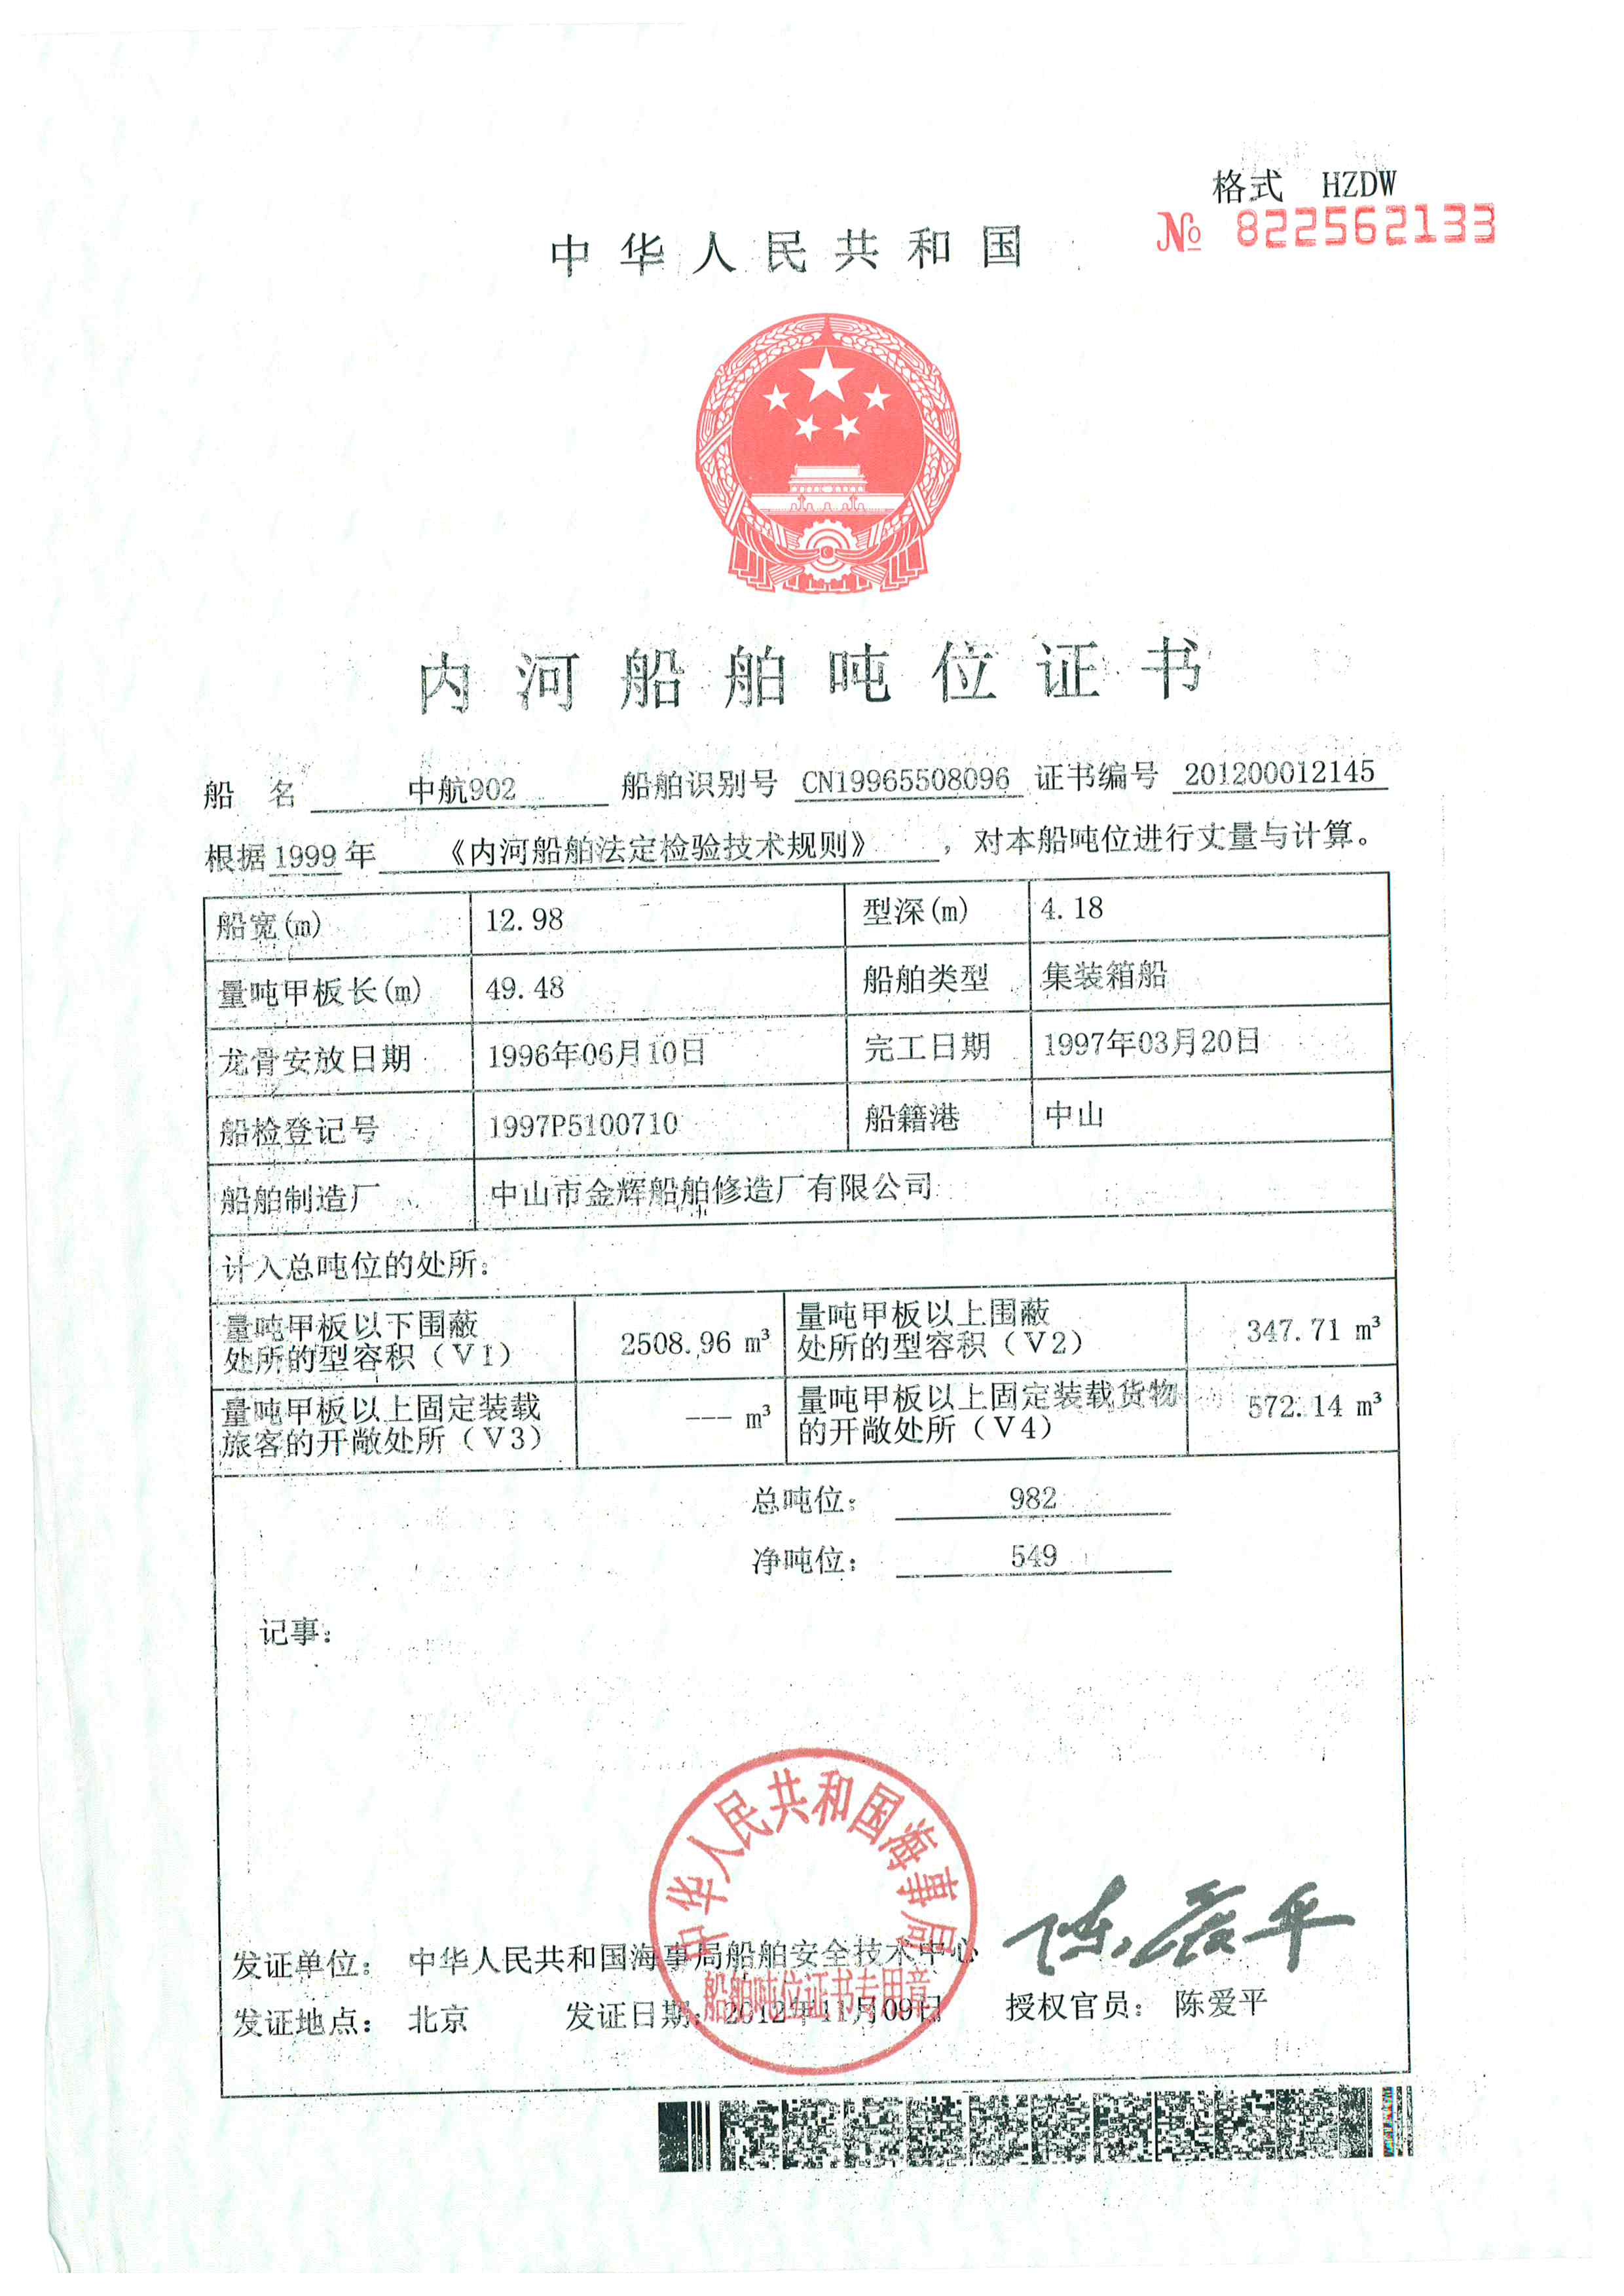 格式 HZDW
№ 822562133
中华人民共和国
内河船舶吨位证书
船 名 中航902 船舶识别号 CN19965508096 证书编号 201200012145
根据1999年 《内河船舶法定检验技术规则》 ，对本船吨位进行丈量与计算。
船宽(m) 12.98 型深(m) 4.18
量吨甲板长(m) 49.48 船舶类型 集装箱船
龙骨安放日期 1996年06月10日 完工日期 1997年03月20日
船检登记号 1997P5100710 船籍港 中山
船舶制造厂 中山市金辉船舶修造厂有限公司
计入总吨位的处所:
量吨甲板以下围蔽
处所的型容积（V1） 2508.96 m³
量吨甲板以上围蔽
处所的型容积（V2） 347.71 m³
量吨甲板以上固定装载
旅客的开敞处所（V3） --- m³
量吨甲板以上固定装载货物
的开敞处所（V4） 572.14 m³
总吨位: 982
净吨位: 549
记事:
中华人民共和国海事局
船舶吨位证书专用章
陈爱平
发证单位: 中华人民共和国海事局船舶安全技术中心
发证地点: 北京 发证日期: 2012年11月09日 授权官员: 陈爱平